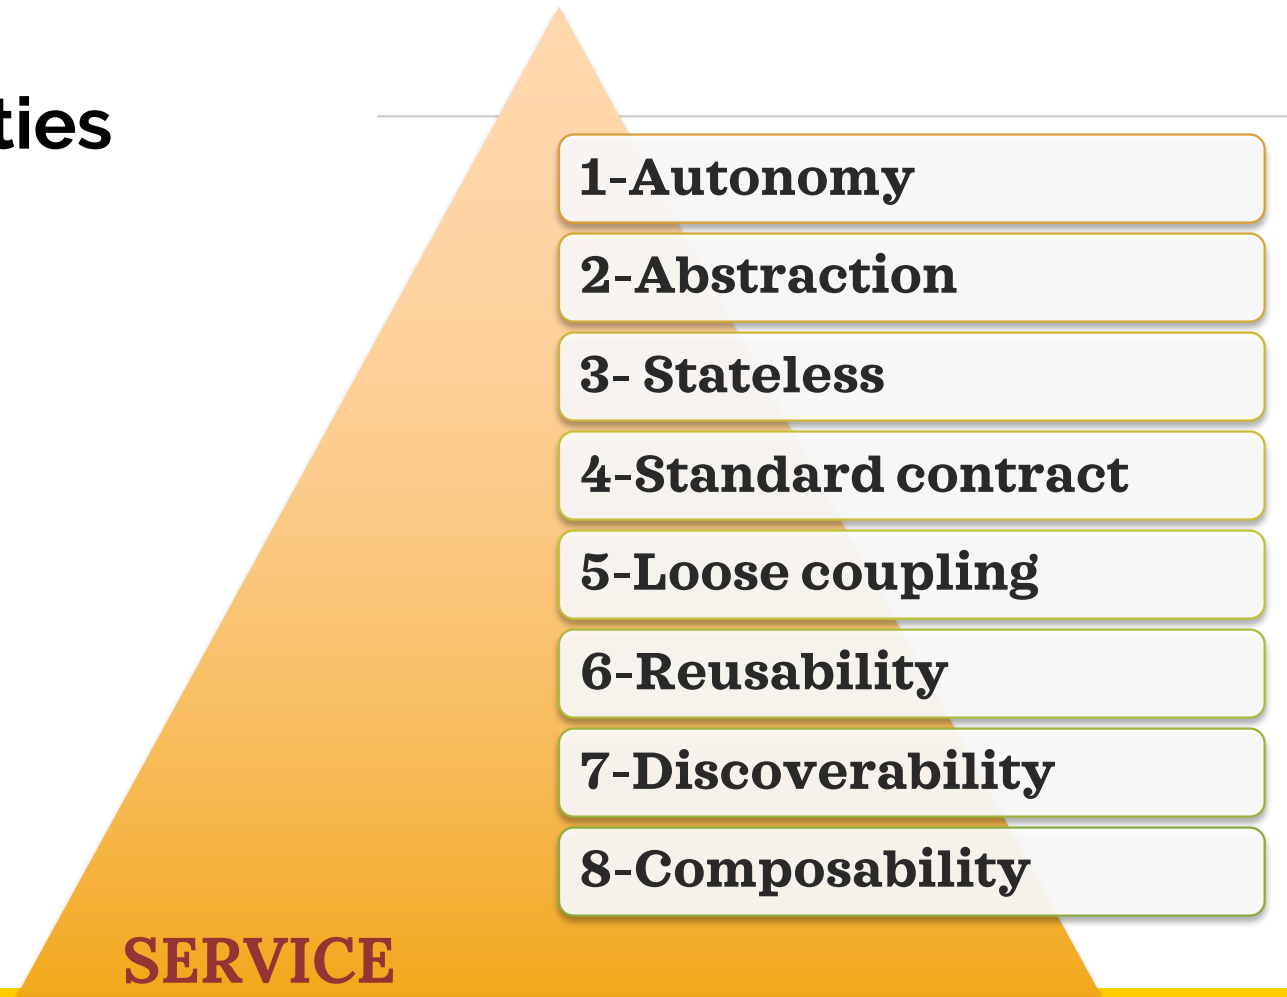 ties
1-Autonomy
2-Abstraction
3- Stateless
4-Standard contract
5-Loose coupling
6-Reusability
7-Discoverability
8-Composability
SERVICE